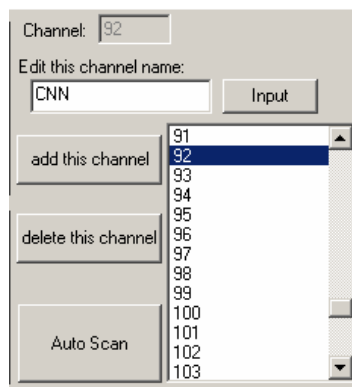 Channel: 92
Edit this channel name:
CNN
Input
add this channel
delete this channel
Auto Scan
91
92
93
94
95
96
97
98
99
100
101
102
103